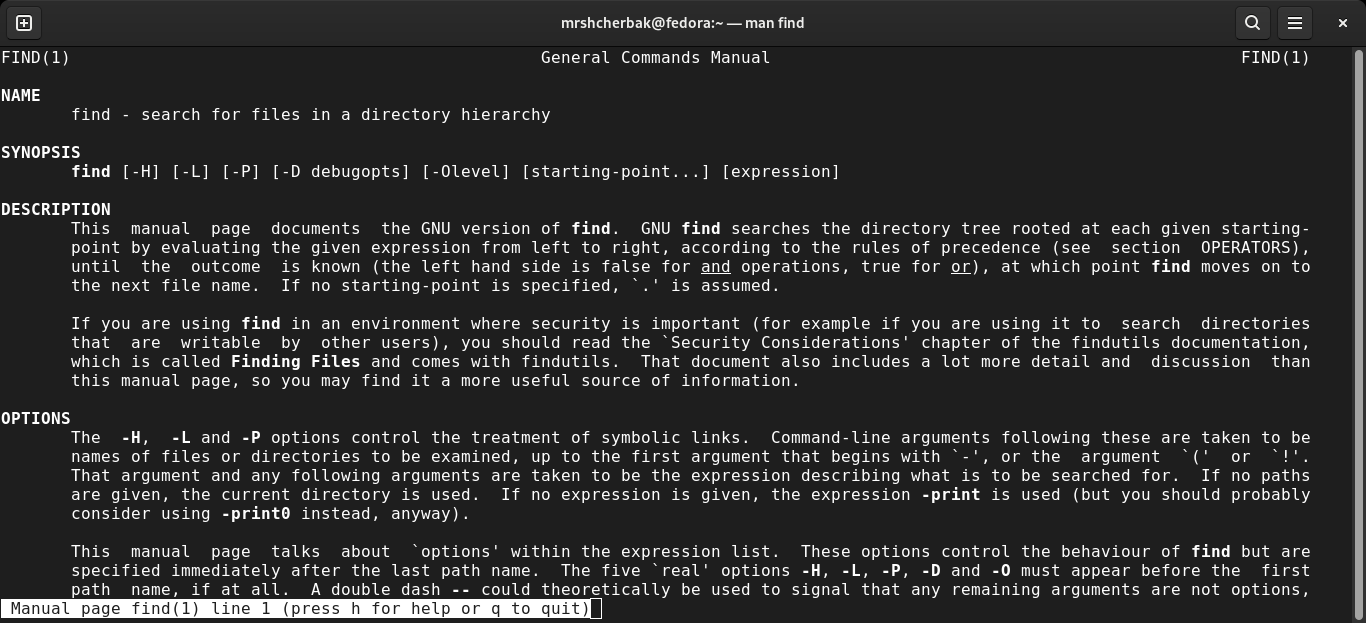 mrshcherbak@fedora:~ — man find
FIND(1) General Commands Manual FIND(1)
NAME
find - search for files in a directory hierarchy
SYNOPSIS
find [-H] [-L] [-P] [-D debugopts] [-Olevel] [starting-point...] [expression]
DESCRIPTION
This manual page documents the GNU version of find. GNU find searches the directory tree rooted at each given starting-
point by evaluating the given expression from left to right, according to the rules of precedence (see section OPERATORS),
until the outcome is known (the left hand side is false for and operations, true for or), at which point find moves on to
the next file name. If no starting-point is specified, `.' is assumed.
If you are using find in an environment where security is important (for example if you are using it to search directories
that are writable by other users), you should read the `Security Considerations' chapter of the findutils documentation,
which is called Finding Files and comes with findutils. That document also includes a lot more detail and discussion than
this manual page, so you may find it a more useful source of information.
OPTIONS
The -H, -L and -P options control the treatment of symbolic links. Command-line arguments following these are taken to be
names of files or directories to be examined, up to the first argument that begins with `-', or the argument `(' or `!'.
That argument and any following arguments are taken to be the expression describing what is to be searched for. If no paths
are given, the current directory is used. If no expression is given, the expression -print is used (but you should probably
consider using -print0 instead, anyway).
This manual page talks about `options' within the expression list. These options control the behaviour of find but are
specified immediately after the last path name. The five `real' options -H, -L, -P, -D and -O must appear before the first
path name, if at all. A double dash -- could theoretically be used to signal that any remaining arguments are not options,
Manual page find(1) line 1 (press h for help or q to quit)